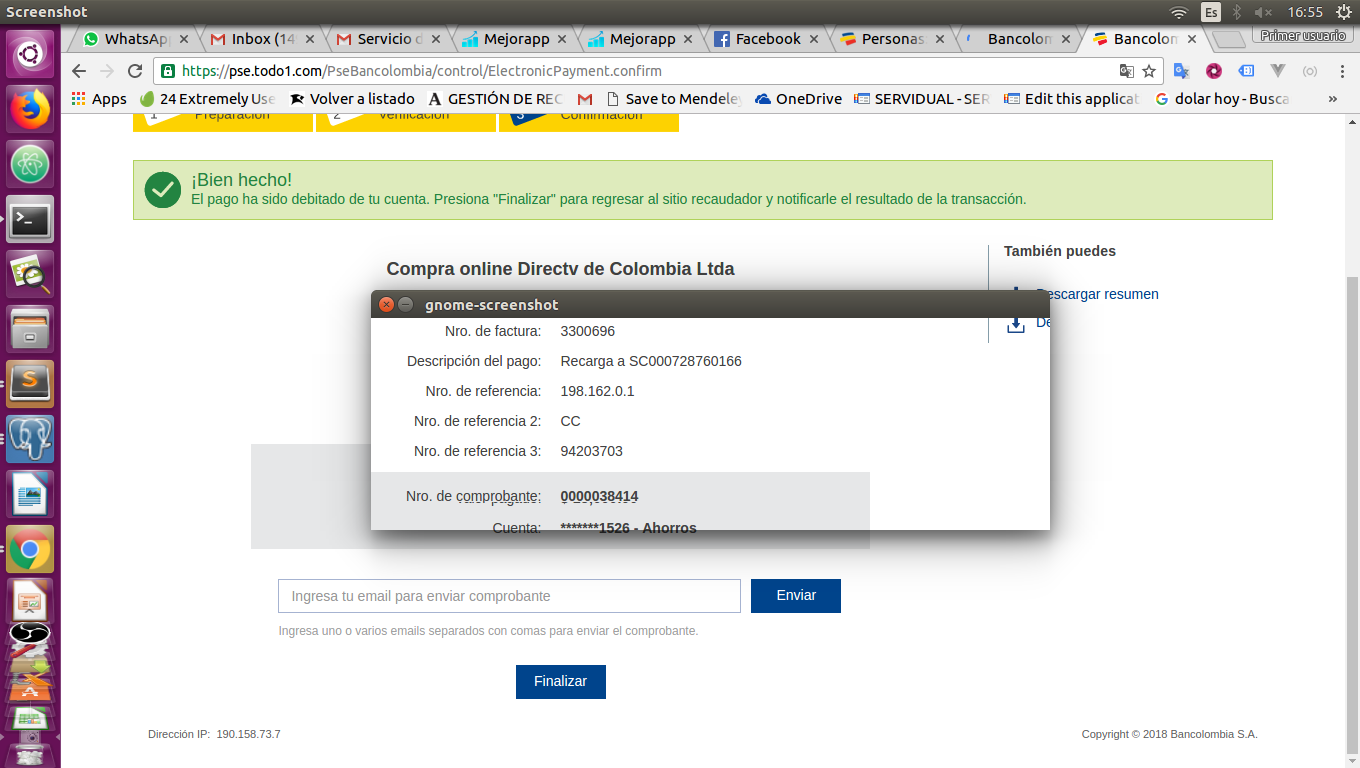 Screenshot
Es
16:55
WhatsAp
Inbox (14
Servicio d
Mejorapp
Mejorapp
Facebook
Personas
Bancolom
Bancolom
Primer usuario
https://pse.todo1.com/PseBancolombia/control/ElectronicPayment.confirm
Apps
24 Extremely Use
Volver a listado
GESTIÓN DE REC
Save to Mendeley
OneDrive
SERVIDUAL - SER
Edit this applicat
dolar hoy - Busca
»
1 Preparación
2 Verificación
3 Confirmación
¡Bien hecho!
El pago ha sido debitado de tu cuenta. Presiona "Finalizar" para regresar al sitio recaudador y notificarle el resultado de la transacción.
Compra online Directv de Colombia Ltda
También puedes
Descargar resumen
De
gnome-screenshot
Nro. de factura: 3300696
Descripción del pago: Recarga a SC000728760166
Nro. de referencia: 198.162.0.1
Nro. de referencia 2: CC
Nro. de referencia 3: 94203703
Nro. de comprobante: 0000038414
Cuenta: *******1526 - Ahorros
Ingresa tu email para enviar comprobante
Enviar
Ingresa uno o varios emails separados con comas para enviar el comprobante.
Finalizar
Dirección IP: 190.158.73.7
Copyright © 2018 Bancolombia S.A.